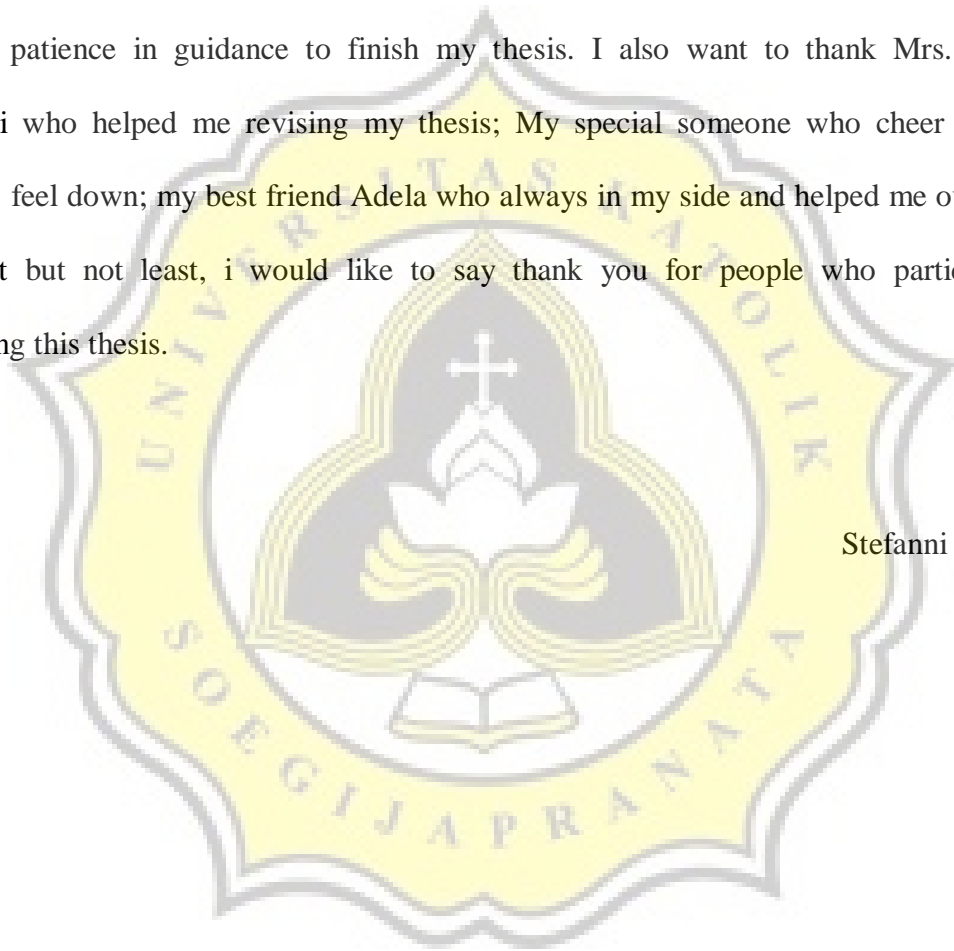 patience in guidance to finish my thesis. I also want to thank Mrs.
i who helped me revising my thesis; My special someone who cheer
feel down; my best friend Adela who always in my side and helped me
t but not least, i would like to say thank you for people who
ng this thesis.
Stefanni
UNIVERSITAS KATOLIK
SOEGIJAPRANATA